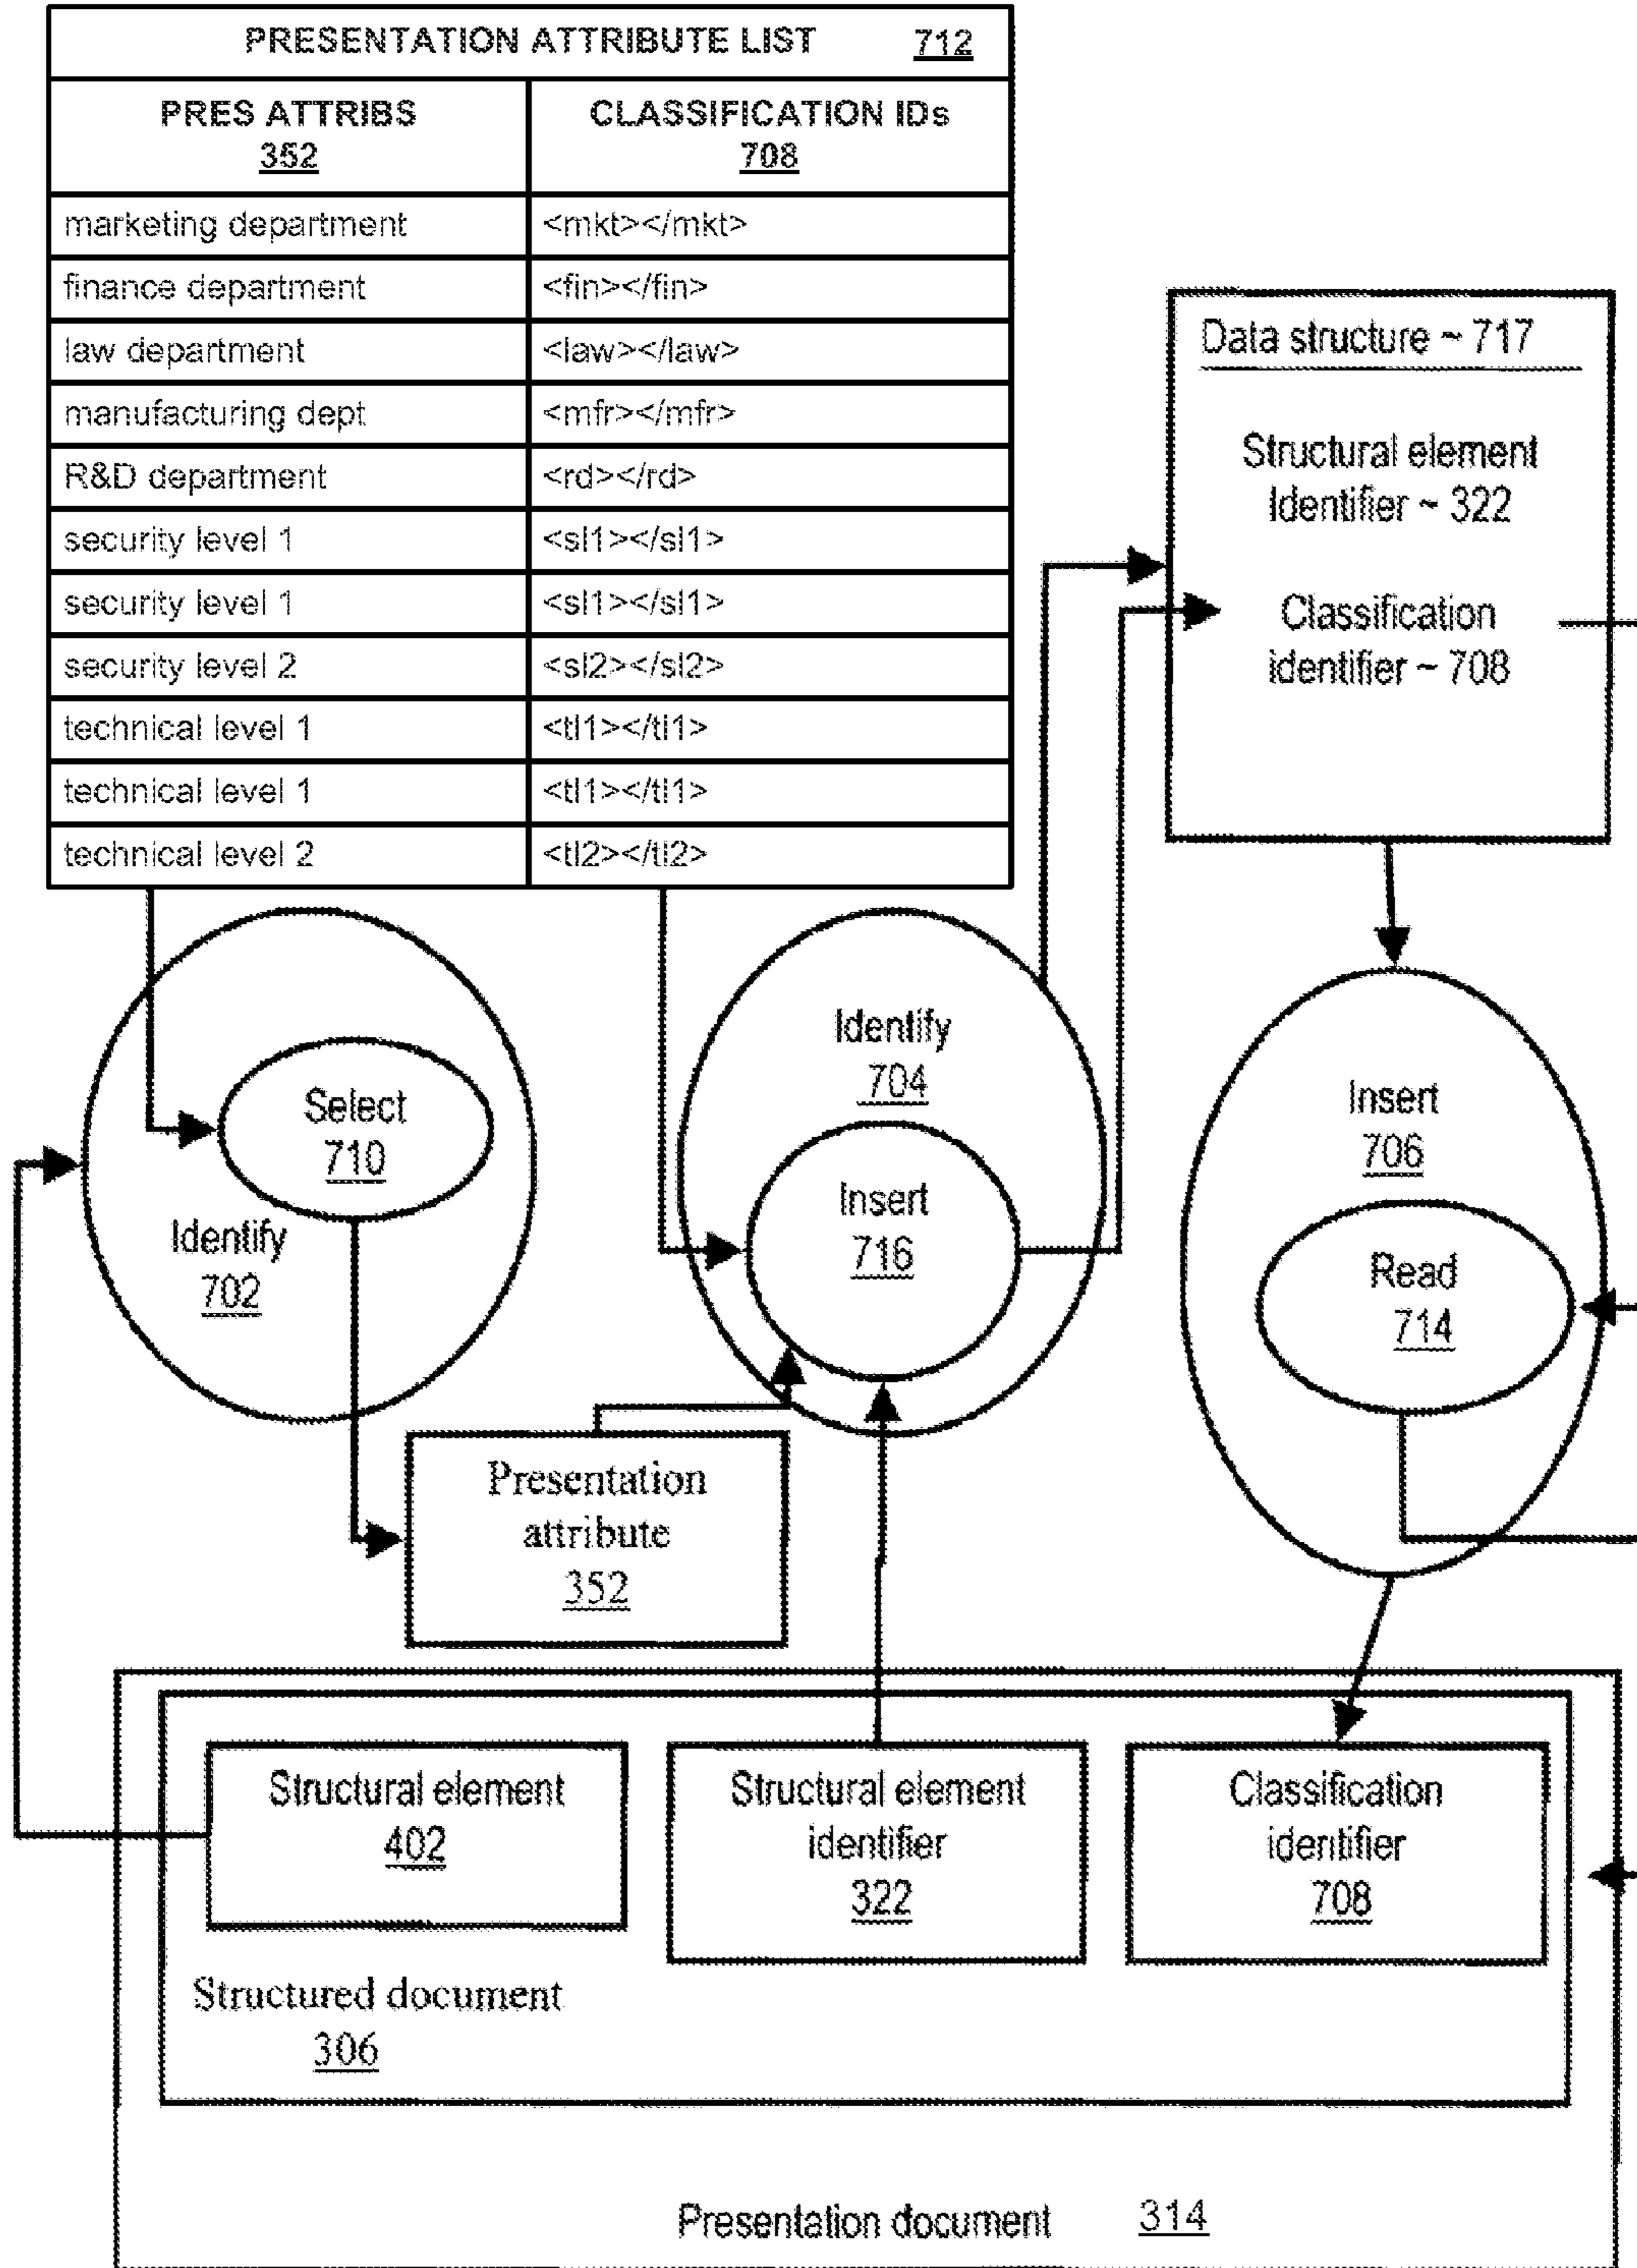 PRESENTATION ATTRIBUTE LIST 712
PRES ATTRIBS CLASSIFICATION IDs
352 708
marketing department <mkt></mkt>
finance department <fin></fin>
law department <law></law>
manufacturing dept <mfr></mfr>
R&D department <rd></rd>
security level 1 <sl1></sl1>
security level 1 <sl1></sl1>
security level 2 <sl2></sl2>
technical level 1 <tl1></tl1>
technical level 1 <tl1></tl1>
technical level 2 <tl2></tl2>
Data structure ~ 717
Structural element
Identifier ~ 322
Classification
identifier ~ 708
Select
710
Identify
702
Identify
704
Insert
716
Insert
706
Read
714
Presentation
attribute
352
Structural element
402
Structural element
identifier
322
Classification
identifier
708
Structured document
306
Presentation document 314